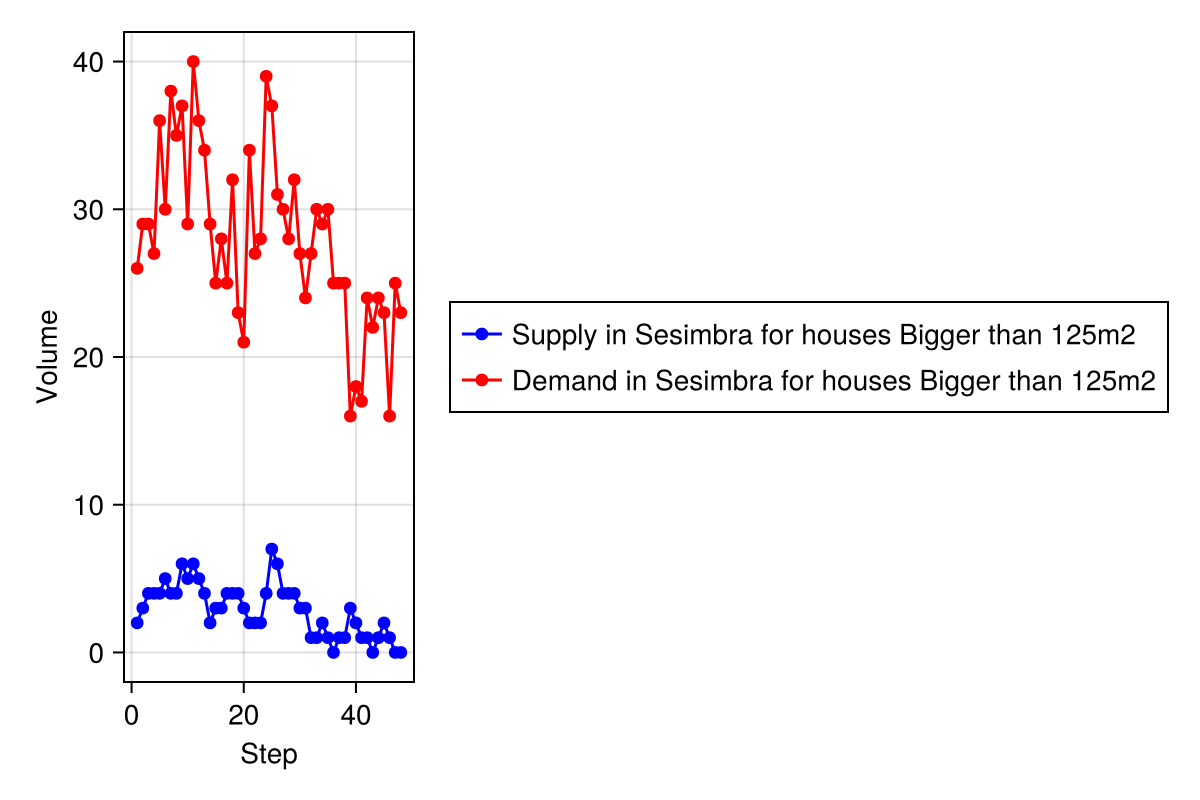 40
30
20
10
0
Volume
0 20 40
Step
Supply in Sesimbra for houses Bigger than 125m2
Demand in Sesimbra for houses Bigger than 125m2